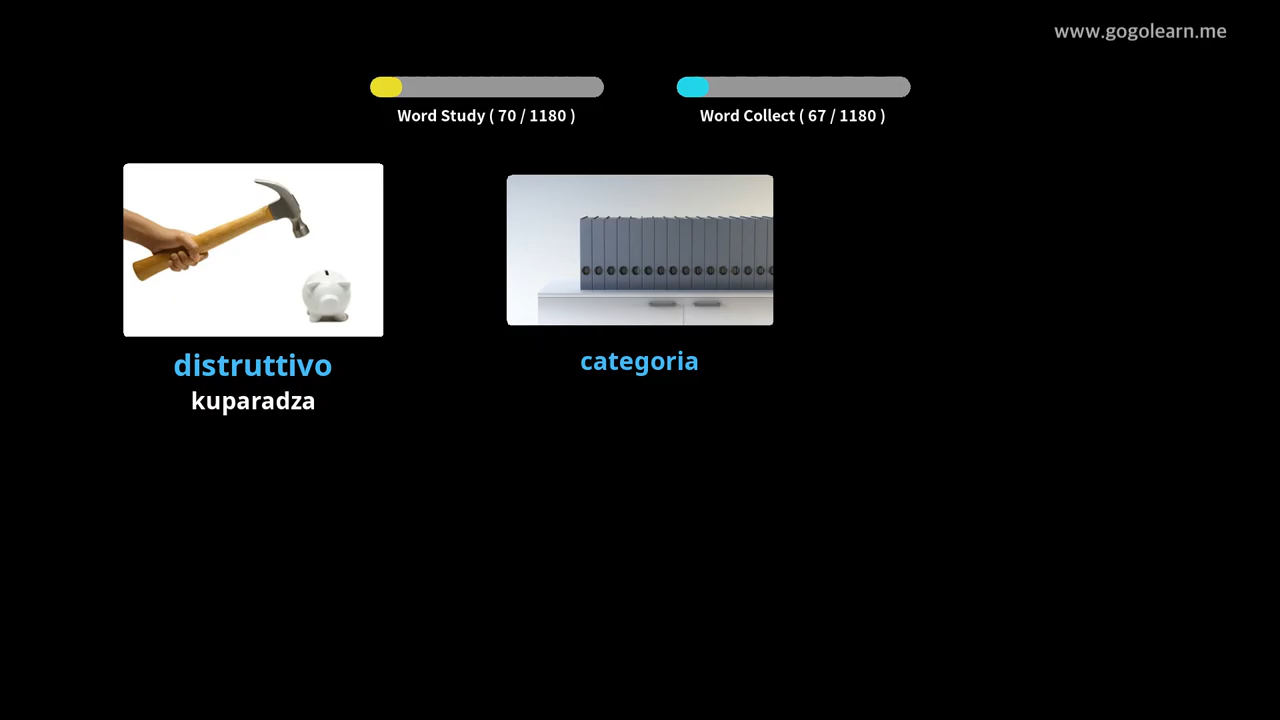 www.gogolearn.me
Word Study ( 70 / 1180 )
Word Collect ( 67 / 1180 )
distruttivo
kuparadza
categoria